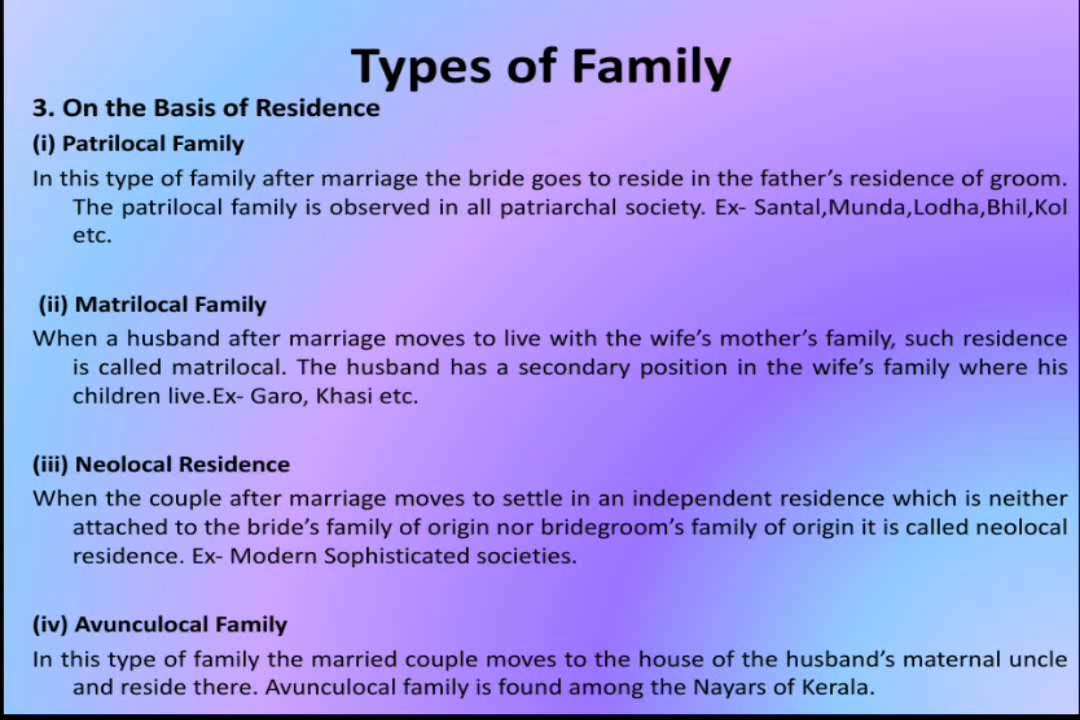 Types of Family
3. On the Basis of Residence
(i) Patrilocal Family
In this type of family after marriage the bride goes to reside in the father’s residence of groom.
The patrilocal family is observed in all patriarchal society. Ex- Santal,Munda,Lodha,Bhil,Kol
etc.
(ii) Matrilocal Family
When a husband after marriage moves to live with the wife’s mother’s family, such residence
is called matrilocal. The husband has a secondary position in the wife’s family where his
children live.Ex- Garo, Khasi etc.
(iii) Neolocal Residence
When the couple after marriage moves to settle in an independent residence which is neither
attached to the bride’s family of origin nor bridegroom’s family of origin it is called neolocal
residence. Ex- Modern Sophisticated societies.
(iv) Avunculocal Family
In this type of family the married couple moves to the house of the husband’s maternal uncle
and reside there. Avunculocal family is found among the Nayars of Kerala.